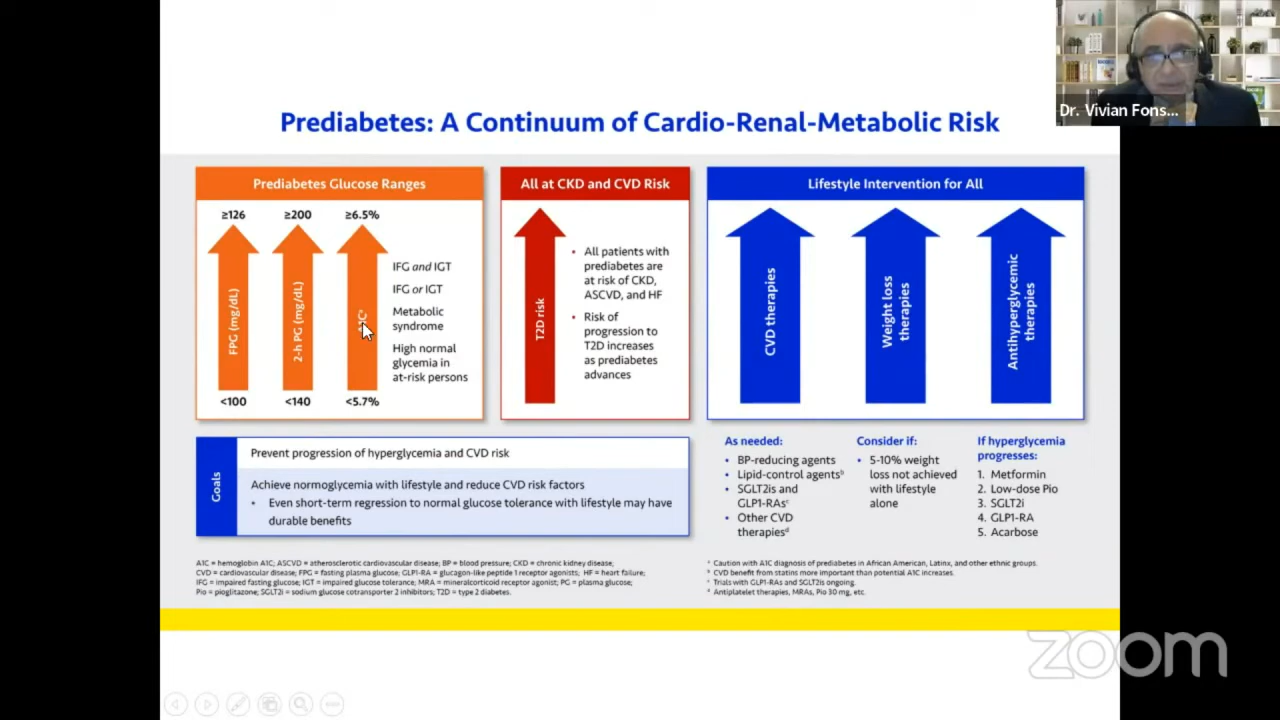 Dr. Vivian Fons...
Prediabetes: A Continuum of Cardio-Renal-Metabolic Risk
Prediabetes Glucose Ranges
≥126
≥200
≥6.5%
FPG (mg/dL)
2-h PG (mg/dL)
IFG and IGT
IFG or IGT
Metabolic
syndrome
High normal
glycemia in
at-risk persons
<100
<140
<5.7%
All at CKD and CVD Risk
T2D risk
• All patients with
prediabetes are
at risk of CKD,
ASCVD, and HF
• Risk of
progression to
T2D increases
as prediabetes
advances
Lifestyle Intervention for All
CVD therapies
Weight loss
therapies
Antihyperglycemic
therapies
Goals
Prevent progression of hyperglycemia and CVD risk
Achieve normoglycemia with lifestyle and reduce CVD risk factors
• Even short-term regression to normal glucose tolerance with lifestyle may have
durable benefits
As needed:
• BP-reducing agents
• Lipid-control agentsᵇ
• SGLT2is and
GLP1-RAsᶜ
• Other CVD
therapiesᵈ
Consider if:
• 5-10% weight
loss not achieved
with lifestyle
alone
If hyperglycemia
progresses:
1. Metformin
2. Low-dose Pio
3. SGLT2i
4. GLP1-RA
5. Acarbose
A1C = hemoglobin A1C; ASCVD = atherosclerotic cardiovascular disease; BP = blood pressure; CKD = chronic kidney disease;
CVD = cardiovascular disease; FPG = fasting plasma glucose; GLP1-RA = glucagon-like peptide 1 receptor agonists; HF = heart failure;
IFG = impaired fasting glucose; IGT = impaired glucose tolerance; MRA = mineralcorticoid receptor agonist; PG = plasma glucose;
Pio = pioglitazone; SGLT2i = sodium glucose cotransporter 2 inhibitors; T2D = type 2 diabetes.
ᵃ Caution with A1C diagnosis of prediabetes in African American, Latinx, and other ethnic groups.
ᵇ CVD benefit from statins more important than potential A1C increases.
ᶜ Trials with GLP1-RAs and SGLT2is ongoing.
ᵈ Antiplatelet therapies, MRAs, Pio 30 mg, etc.
zoom